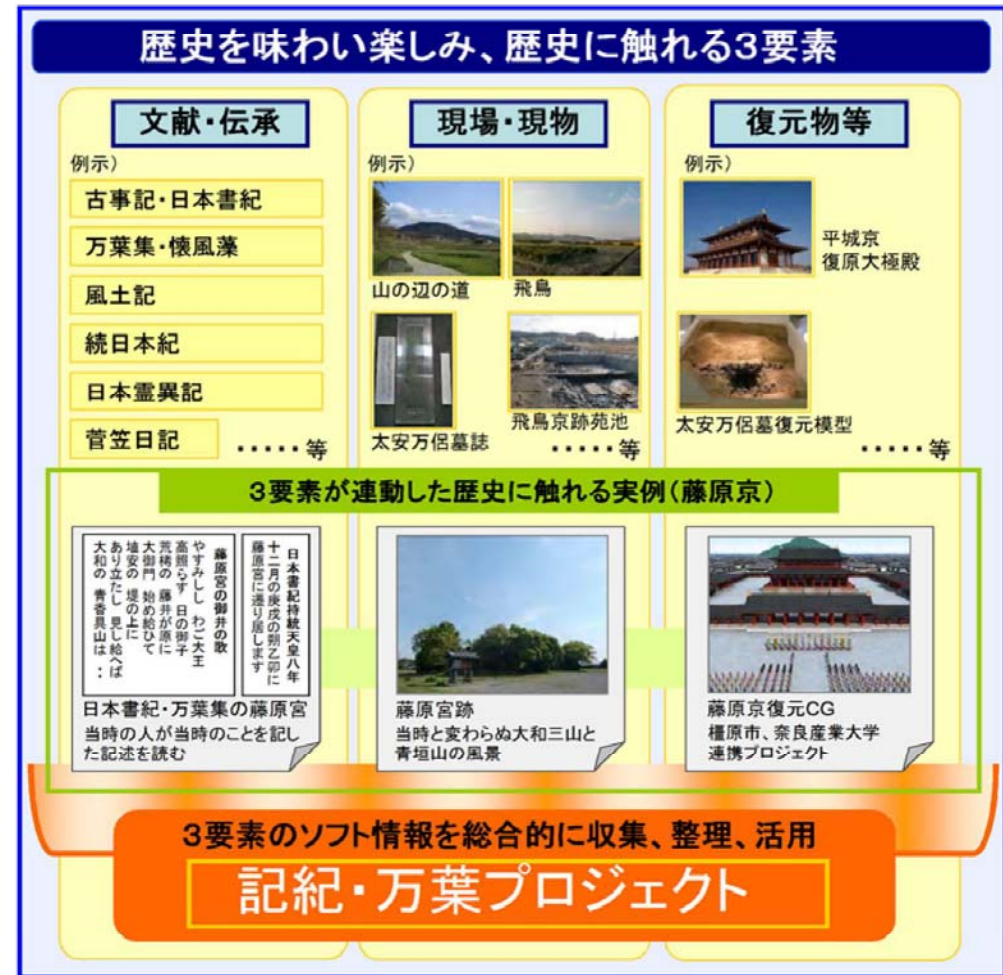 歴史を味わい楽しみ、歴史に触れる3要素
文献・伝承
例示)
古事記・日本書紀
万葉集・懐風藻
風土記
続日本紀
日本霊異記
菅笠日記
・・・・・等
現場・現物
例示)
山の辺の道
飛鳥
太安万侶墓誌
飛鳥京跡苑池
・・・・・等
復元物等
例示)
平城京
復原大極殿
太安万侶墓復元模型
・・・・・等
3要素が連動した歴史に触れる実例(藤原京)
日本書記持統天皇八年
十二月の庚戌の朔乙卯に
藤原宮に遷り居します
藤原宮の御井の歌
やすみしし わご大王
高照らす 日の御子
荒栲の 藤井が原に
大御門 始め給ひて
埴安の 堤の上に
あり立たし 見し給へば
大和の 青香具山は‥
日本書紀・万葉集の藤原宮
当時の人が当時のことを記し
た記述を読む
藤原宮跡
当時と変わらぬ大和三山と
青垣山の風景
藤原京復元CG
橿原市、奈良産業大学
連携プロジェクト
3要素のソフト情報を総合的に収集、整理、活用
記紀・万葉プロジェクト